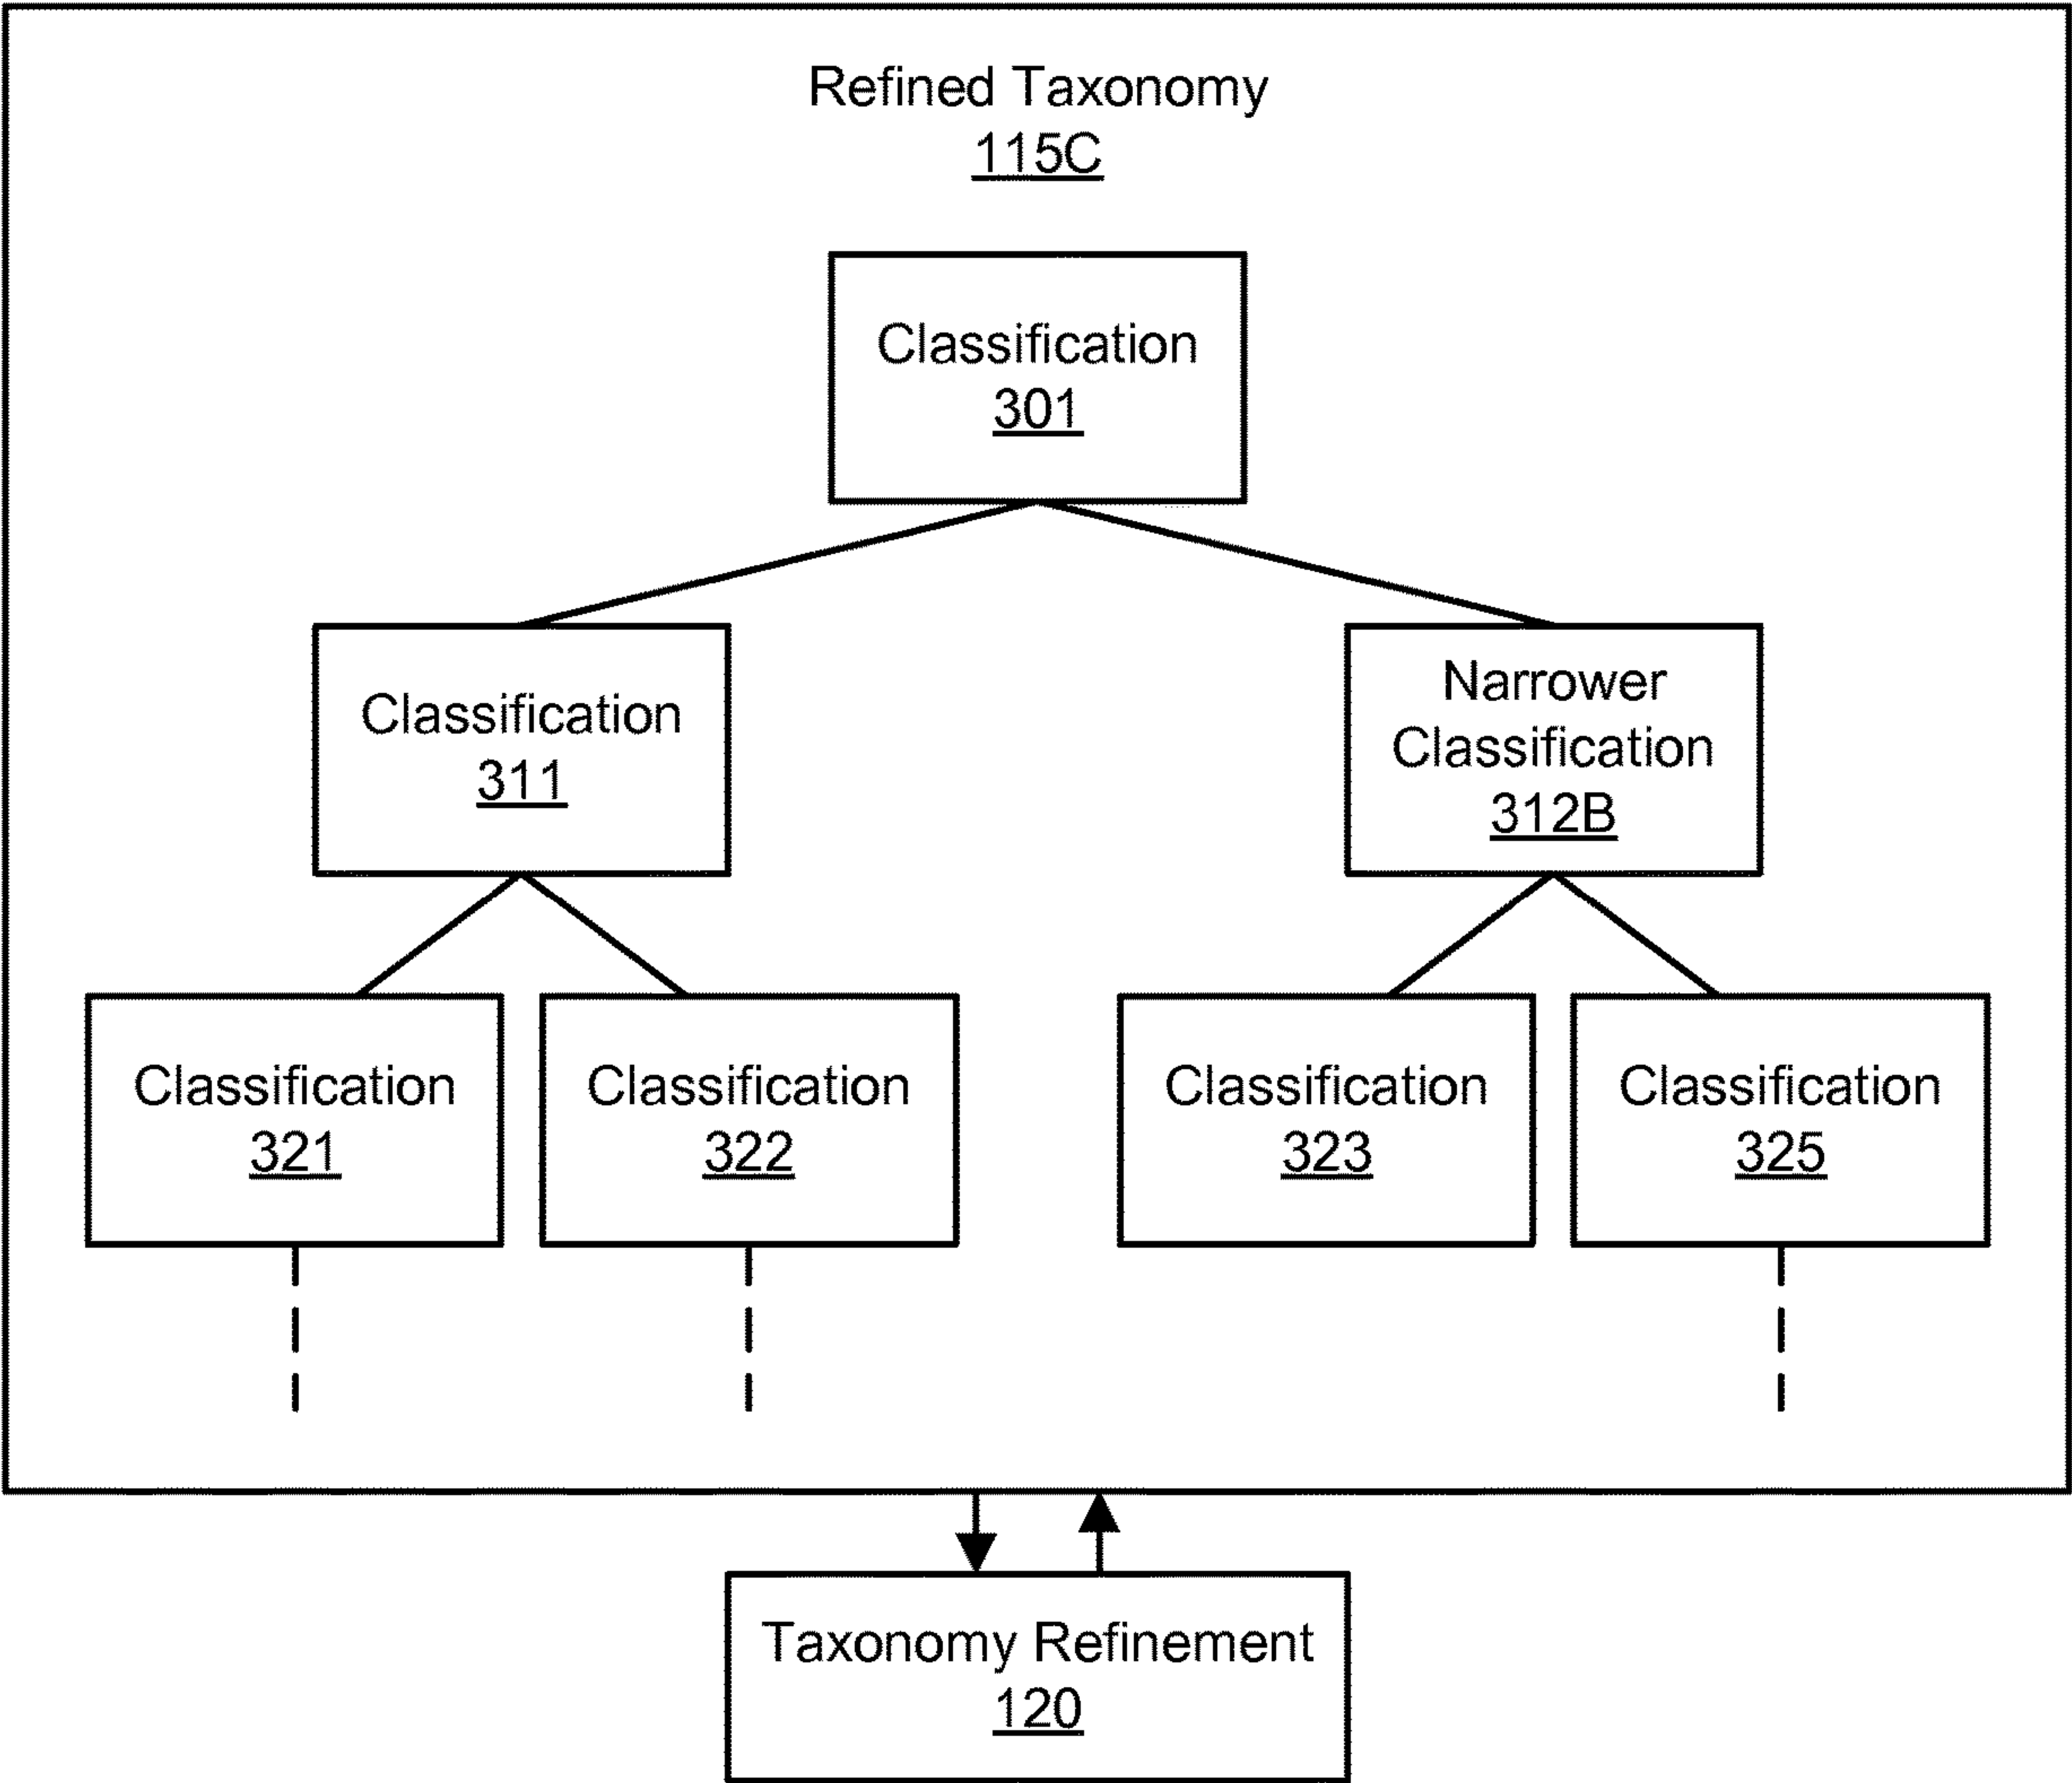 Refined Taxonomy
115C
Classification
301
Classification
311
Narrower
Classification
312B
Classification
321
Classification
322
Classification
323
Classification
325
Taxonomy Refinement
120